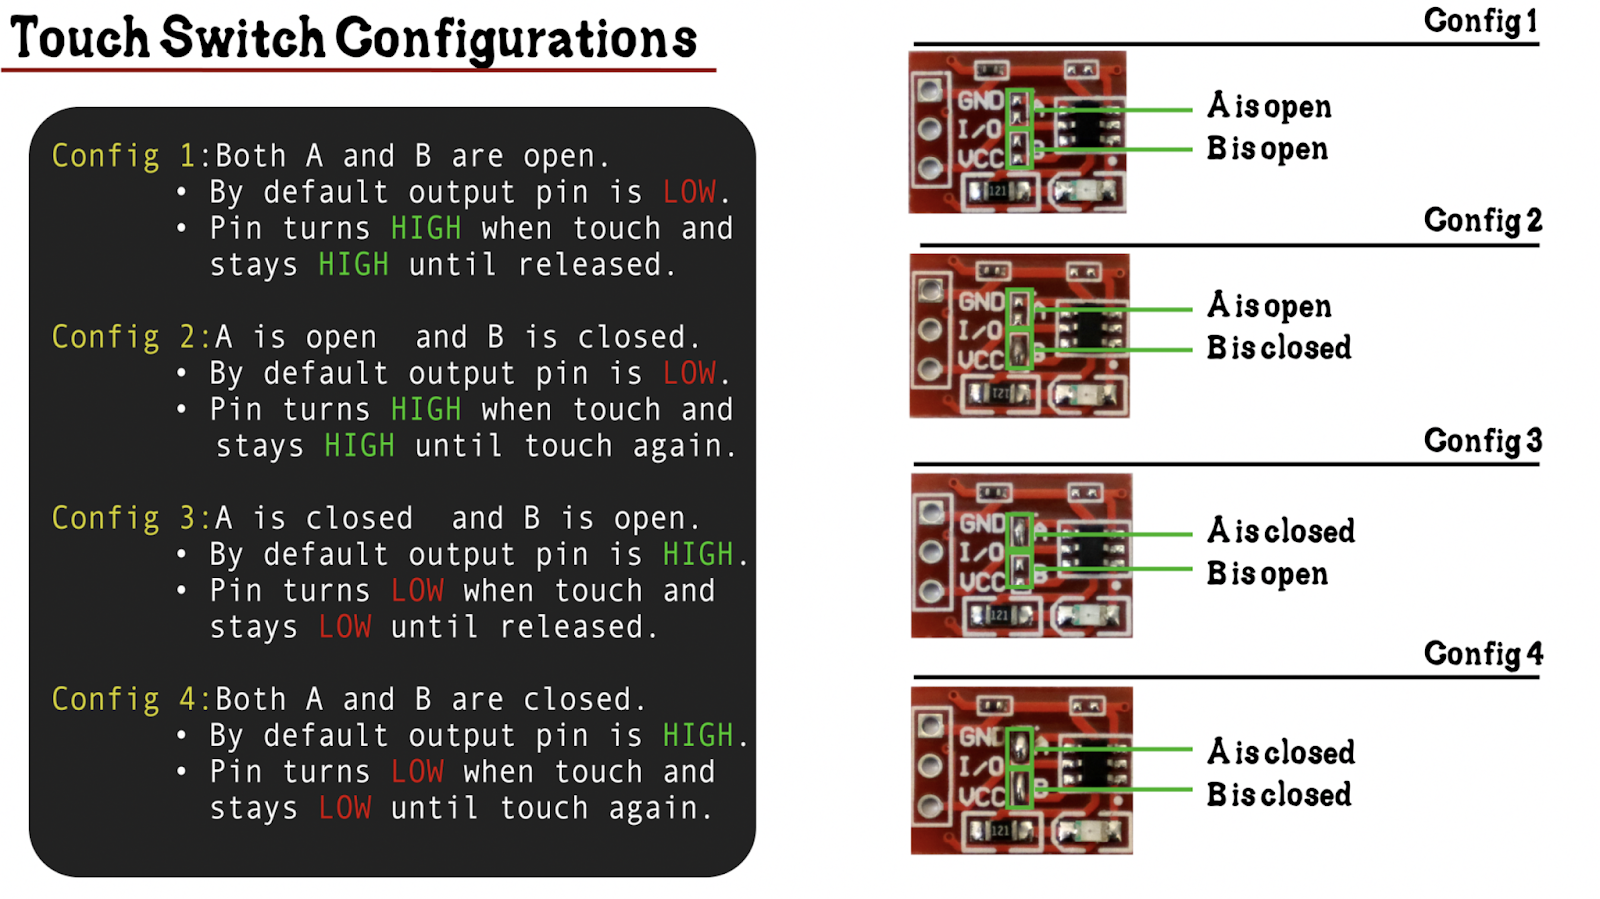 Touch Switch Configurations
Config 1:Both A and B are open.
• By default output pin is LOW.
• Pin turns HIGH when touch and
stays HIGH until released.
Config 2:A is open and B is closed.
• By default output pin is LOW.
• Pin turns HIGH when touch and
stays HIGH until touch again.
Config 3:A is closed and B is open.
• By default output pin is HIGH.
• Pin turns LOW when touch and
stays LOW until released.
Config 4:Both A and B are closed.
• By default output pin is HIGH.
• Pin turns LOW when touch and
stays LOW until touch again.
Config 1
GND A
I/O
VCC B
121
A is open
B is open
Config 2
GND A
I/O
VCC B
121
A is open
B is closed
Config 3
GND A
I/O
VCC B
121
A is closed
B is open
Config 4
GND A
I/O
VCC B
121
A is closed
B is closed